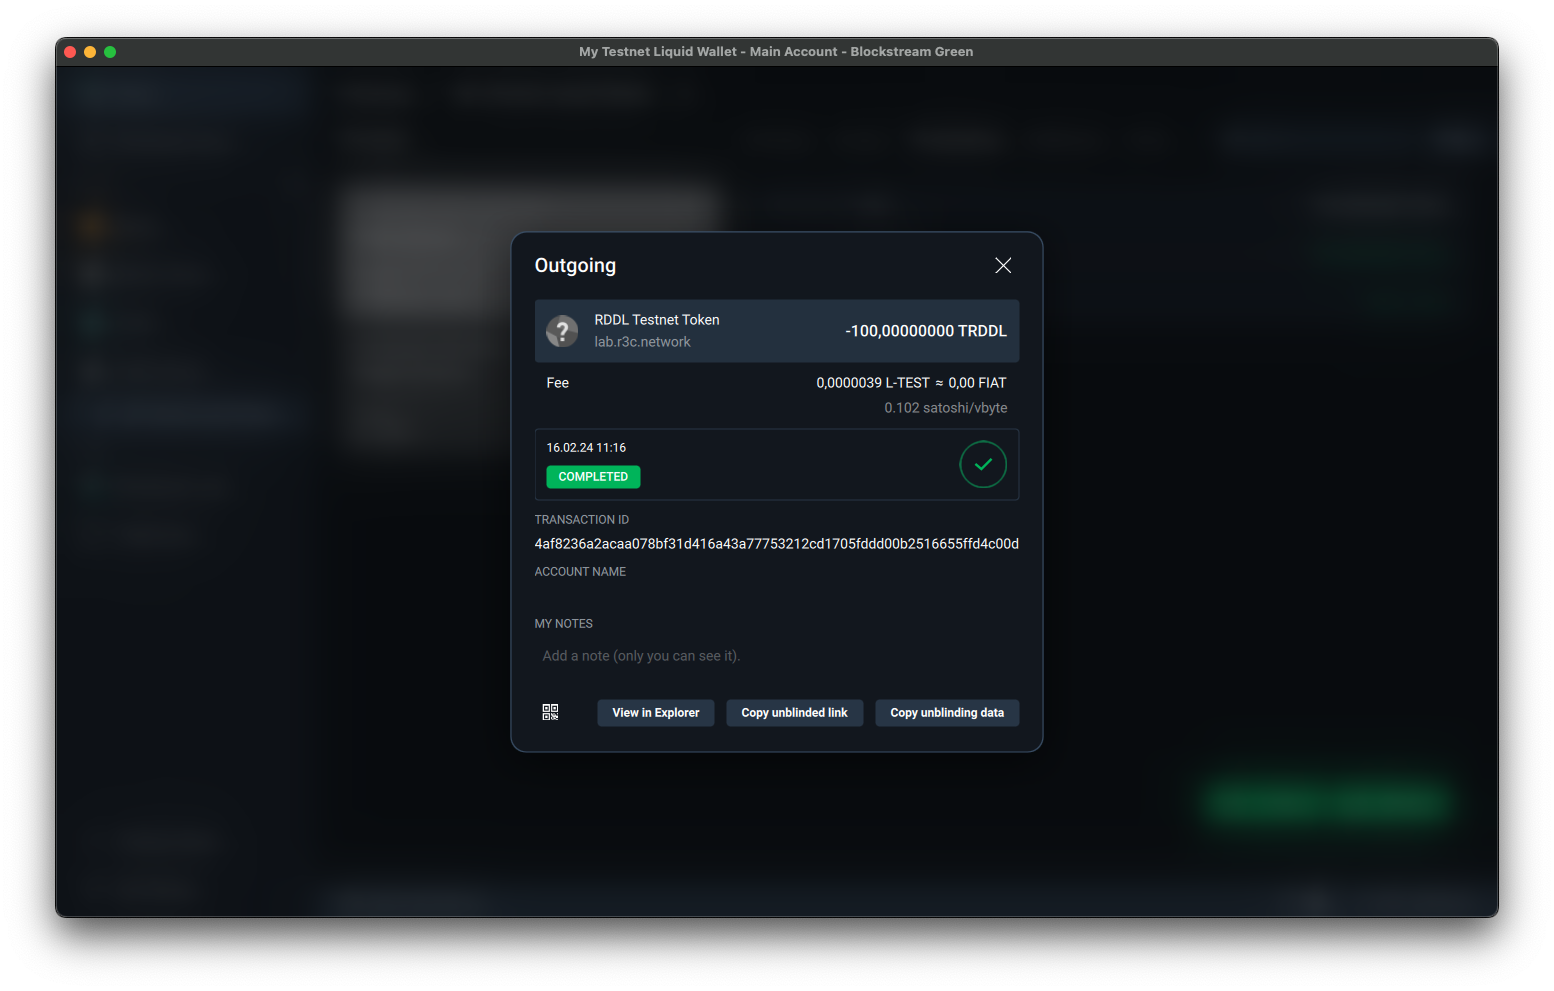 My Testnet Liquid Wallet - Main Account - Blockstream Green
Outgoing
RDDL Testnet Token
lab.r3c.network
-100,00000000 TRDDL
Fee
0,0000039 L-TEST ≈ 0,00 FIAT
0.102 satoshi/vbyte
16.02.24 11:16
COMPLETED
TRANSACTION ID
4af8236a2acaa078bf31d416a43a77753212cd1705fddd00b2516655ffd4c00d
ACCOUNT NAME
MY NOTES
Add a note (only you can see it).
View in Explorer
Copy unblinded link
Copy unblinding data